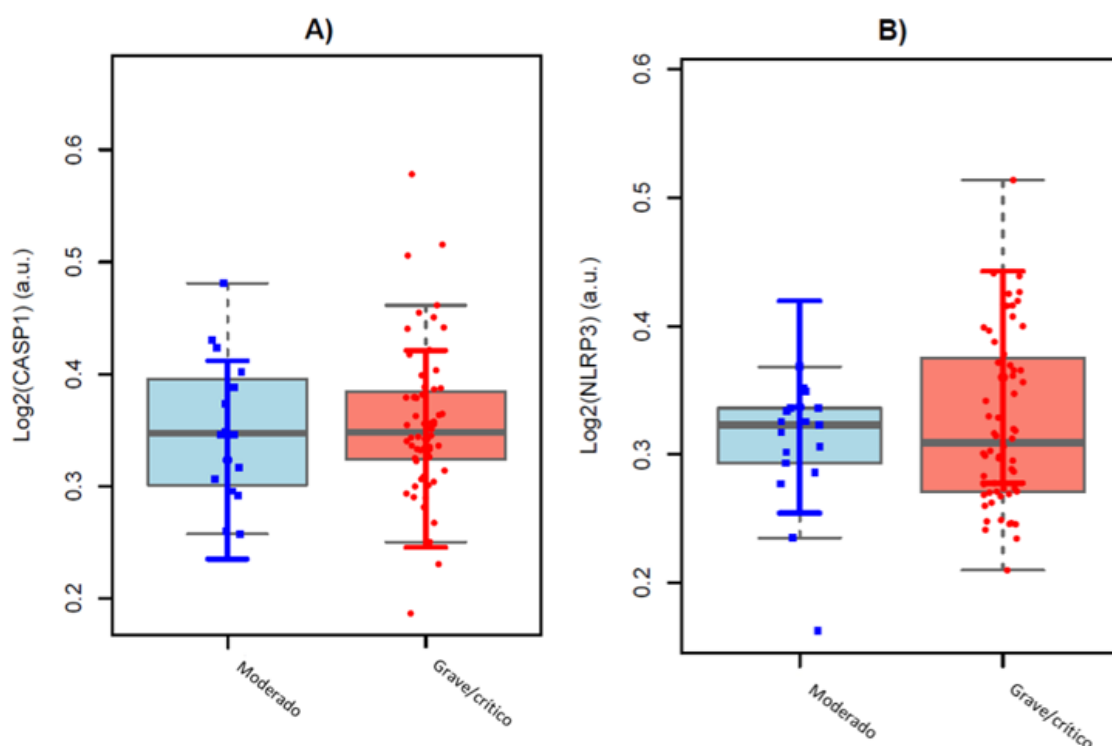 A)
Log2(CASP1) (a.u.)
0.6
0.5
0.4
0.3
0.2
Moderado
Grave/crítico
B)
Log2(NLRP3) (a.u.)
0.6
0.5
0.4
0.3
0.2
Moderado
Grave/crítico